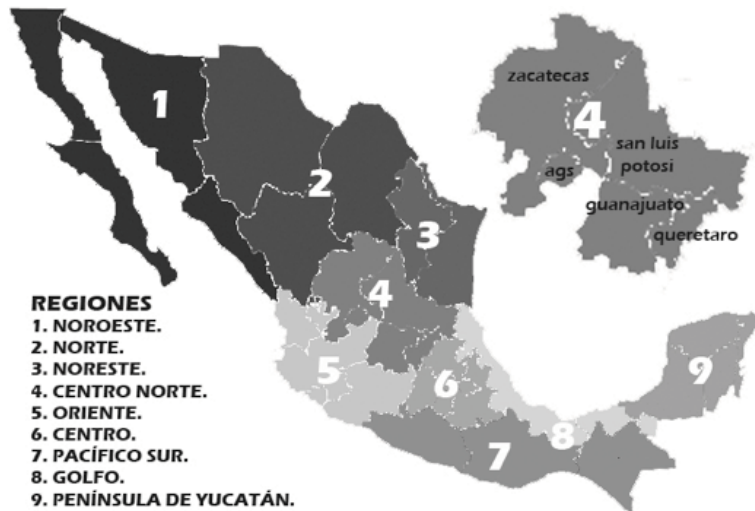 zacatecas
4
san luis
potosi
ags
guanajuato
queretaro
1
2
3
4
5
6
7
8
9
REGIONES
1. NOROESTE.
2. NORTE.
3. NORESTE.
4. CENTRO NORTE.
5. ORIENTE.
6. CENTRO.
7. PACÍFICO SUR.
8. GOLFO.
9. PENÍNSULA DE YUCATÁN.